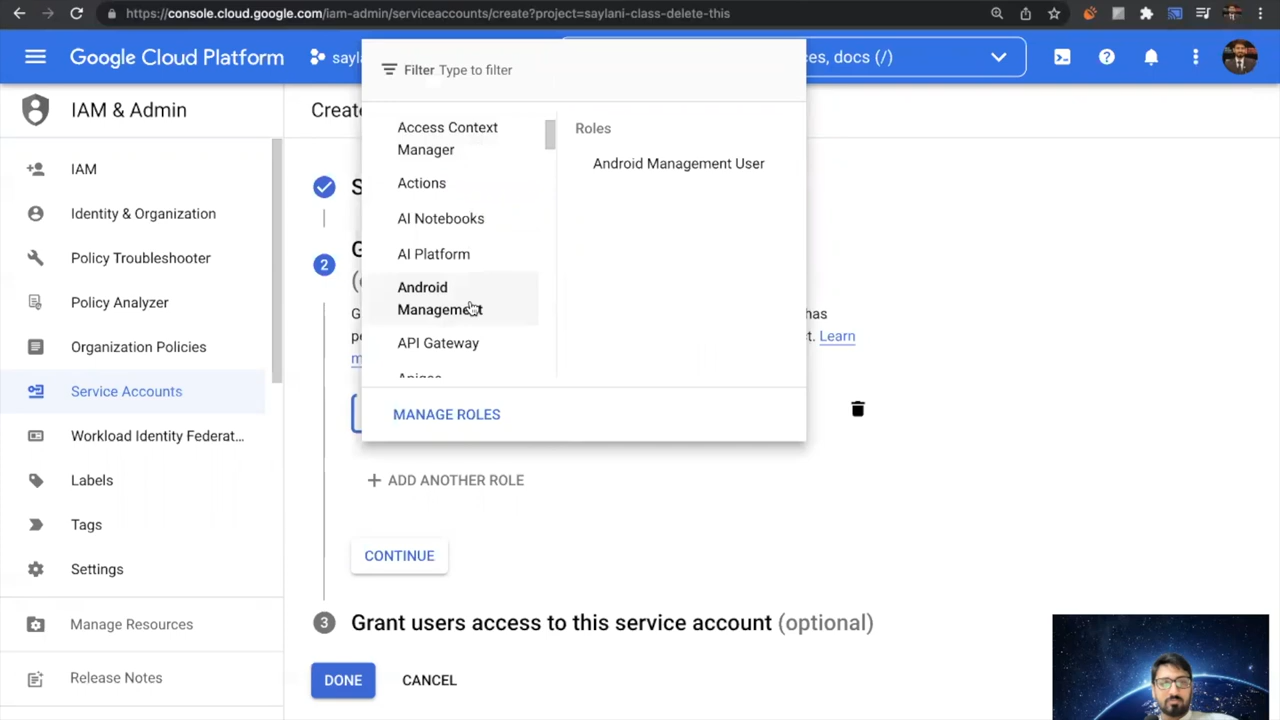 https://console.cloud.google.com/iam-admin/serviceaccounts/create?project=saylani-class-delete-this
Google Cloud Platform
ces, docs (/)
Filter Type to filter
IAM & Admin
Access Context
Manager
Actions
AI Notebooks
AI Platform
Android
Management
API Gateway
MANAGE ROLES
Roles
Android Management User
IAM
Identity & Organization
Policy Troubleshooter
Policy Analyzer
Organization Policies
Service Accounts
Workload Identity Federat...
Labels
Tags
Settings
Manage Resources
Release Notes
2
has
t. Learn
ADD ANOTHER ROLE
CONTINUE
3 Grant users access to this service account (optional)
DONE CANCEL